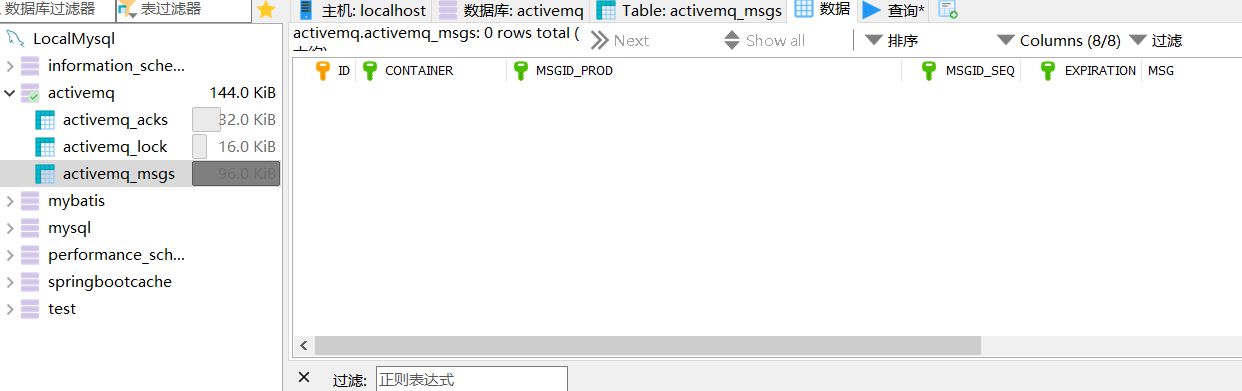 数据库过滤器 表过滤器
LocalMysql
information_sche...
activemq 144.0 KiB
activemq_acks 32.0 KiB
activemq_lock 16.0 KiB
activemq_msgs 96.0 KiB
mybatis
mysql
performance_sch...
springbootcache
test
主机: localhost 数据库: activemq Table: activemq_msgs 数据 查询*
activemq.activemq_msgs: 0 rows total ( Next Show all 排序 Columns (8/8) 过滤
ID CONTAINER MSGID_PROD MSGID_SEQ EXPIRATION MSG
过滤: 正则表达式